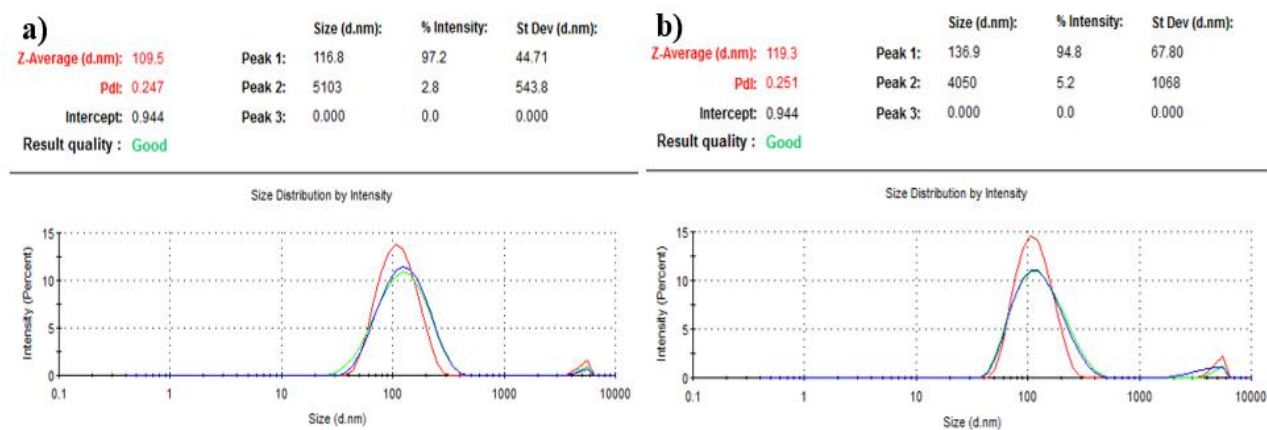 a)
Size (d.nm): % Intensity: St Dev (d.nm):
Z-Average (d.nm): 109.5 Peak 1: 116.8 97.2 44.71
PdI: 0.247 Peak 2: 5103 2.8 543.8
Intercept: 0.944 Peak 3: 0.000 0.0 0.000
Result quality : Good
Size Distribution by Intensity
Intensity (Percent)
15
10
5
0
0.1 1 10 100 1000 10000
Size (d.nm)
b)
Size (d.nm): % Intensity: St Dev (d.nm):
Z-Average (d.nm): 119.3 Peak 1: 136.9 94.8 67.80
PdI: 0.251 Peak 2: 4050 5.2 1068
Intercept: 0.944 Peak 3: 0.000 0.0 0.000
Result quality : Good
Size Distribution by Intensity
Intensity (Percent)
15
10
5
0
0.1 1 10 100 1000 10000
Size (d.nm)